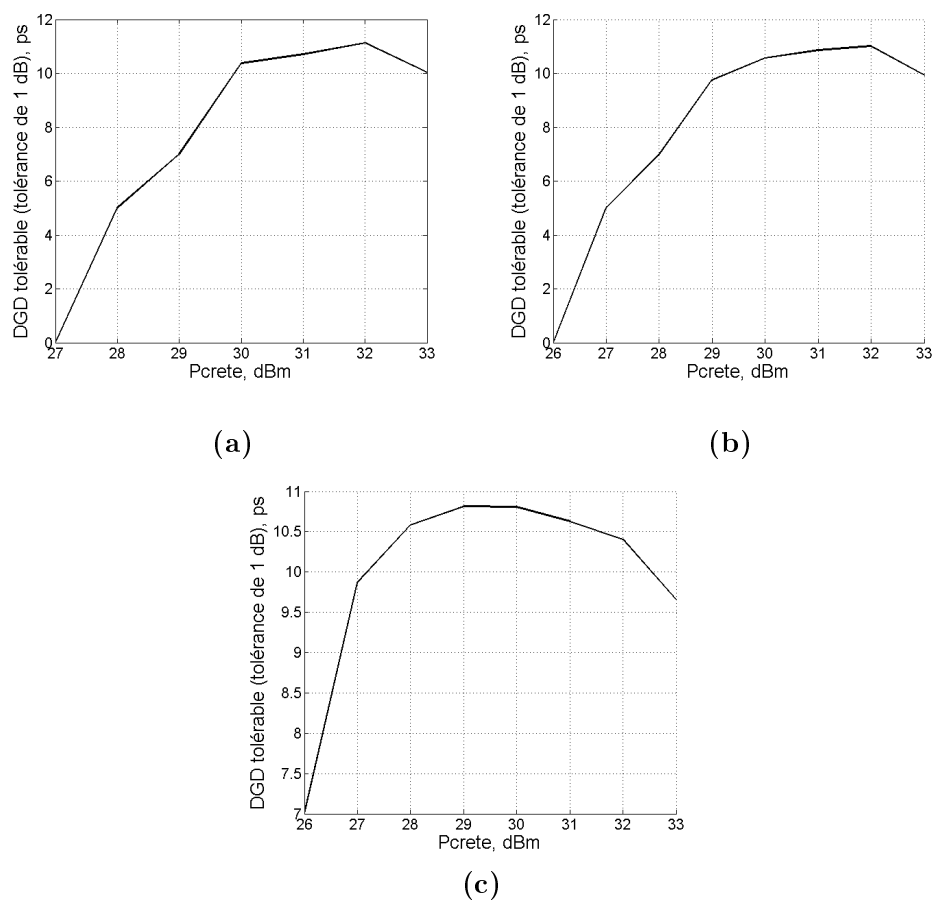 DGD tolérable (tolérance de 1 dB), ps
12
10
8
6
4
2
0
27 28 29 30 31 32 33
Pcrete, dBm
(a)
DGD tolérable (tolérance de 1 dB), ps
12
10
8
6
4
2
0
26 27 28 29 30 31 32 33
Pcrete, dBm
(b)
DGD tolérable (tolérance de 1 dB), ps
11
10.5
10
9.5
9
8.5
8
7.5
7
26 27 28 29 30 31 32 33
Pcrete, dBm
(c)